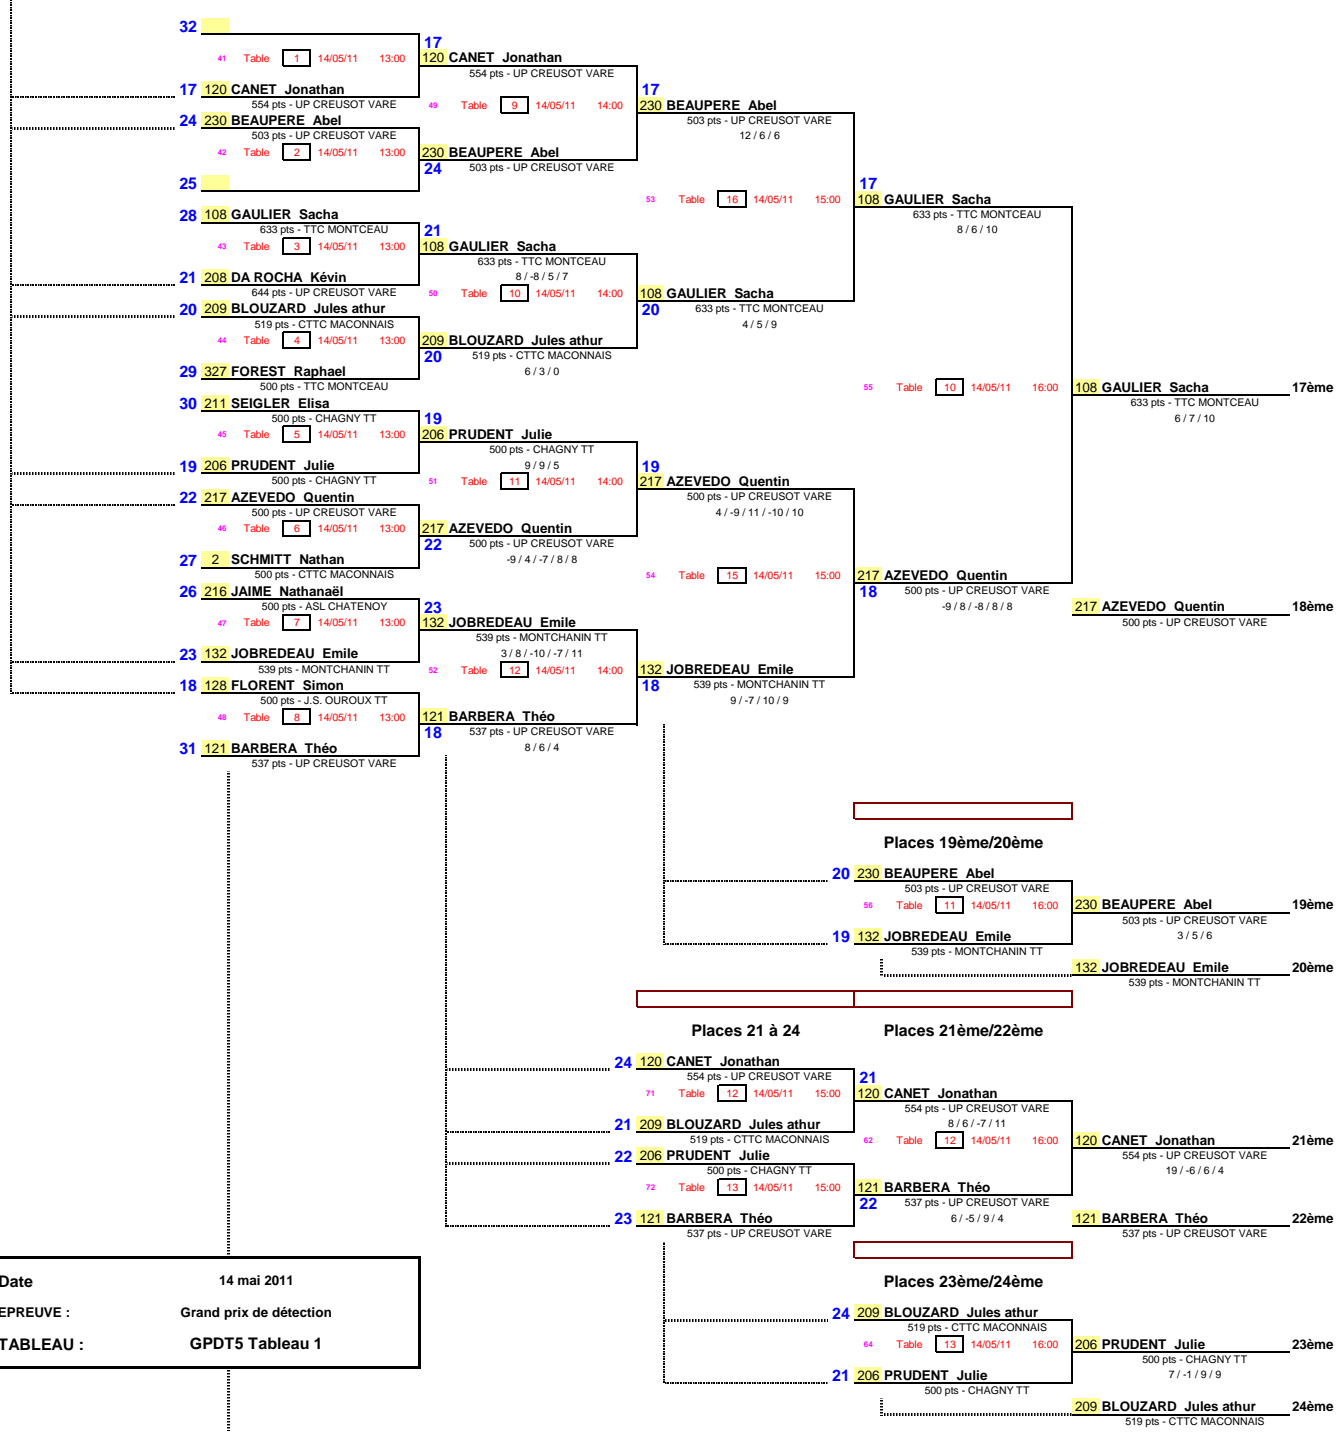 32
17
41 Table 1 14/05/11 13:00
120 CANET Jonathan
554 pts - UP CREUSOT VARE
17 120 CANET Jonathan
17
554 pts - UP CREUSOT VARE
49 Table 9 14/05/11 14:00
230 BEAUPERE Abel
503 pts - UP CREUSOT VARE
24 230 BEAUPERE Abel
503 pts - UP CREUSOT VARE
12 / 6 / 6
42 Table 2 14/05/11 13:00
230 BEAUPERE Abel
24
503 pts - UP CREUSOT VARE
25
17
53 Table 16 14/05/11 15:00
108 GAULIER Sacha
633 pts - TTC MONTCEAU
8 / 6 / 10
28 108 GAULIER Sacha
633 pts - TTC MONTCEAU
21
43 Table 3 14/05/11 13:00
108 GAULIER Sacha
633 pts - TTC MONTCEAU
8 / -8 / 5 / 7
21 208 DA ROCHA Kévin
644 pts - UP CREUSOT VARE
50 Table 10 14/05/11 14:00
108 GAULIER Sacha
20
633 pts - TTC MONTCEAU
4 / 5 / 9
20 209 BLOUZARD Jules athur
519 pts - CTTC MACONNAIS
44 Table 4 14/05/11 13:00
209 BLOUZARD Jules athur
20
519 pts - CTTC MACONNAIS
6 / 3 / 0
29 327 FOREST Raphael
500 pts - TTC MONTCEAU
55 Table 10 14/05/11 16:00
108 GAULIER Sacha 17ème
633 pts - TTC MONTCEAU
6 / 7 / 10
30 211 SEIGLER Elisa
500 pts - CHAGNY TT
19
45 Table 5 14/05/11 13:00
206 PRUDENT Julie
500 pts - CHAGNY TT
9 / 9 / 5
19 206 PRUDENT Julie
500 pts - CHAGNY TT
19
51 Table 11 14/05/11 14:00
217 AZEVEDO Quentin
500 pts - UP CREUSOT VARE
4 / -9 / 11 / -10 / 10
22 217 AZEVEDO Quentin
500 pts - UP CREUSOT VARE
46 Table 6 14/05/11 13:00
217 AZEVEDO Quentin
22
500 pts - UP CREUSOT VARE
-9 / 4 / -7 / 8 / 8
27 2 SCHMITT Nathan
500 pts - CTTC MACONNAIS
54 Table 15 14/05/11 15:00
217 AZEVEDO Quentin
18
500 pts - UP CREUSOT VARE
-9 / 8 / -8 / 8 / 8
217 AZEVEDO Quentin 18ème
500 pts - UP CREUSOT VARE
26 216 JAIME Nathanaël
500 pts - ASL CHATENOY
23
47 Table 7 14/05/11 13:00
132 JOBREDEAU Emile
539 pts - MONTCHANIN TT
3 / 8 / -10 / -7 / 11
23 132 JOBREDEAU Emile
539 pts - MONTCHANIN TT
52 Table 12 14/05/11 14:00
132 JOBREDEAU Emile
18
539 pts - MONTCHANIN TT
9 / -7 / 10 / 9
18 128 FLORENT Simon
500 pts - J.S. OUROUX TT
48 Table 8 14/05/11 13:00
121 BARBERA Théo
18
537 pts - UP CREUSOT VARE
8 / 6 / 4
31 121 BARBERA Théo
537 pts - UP CREUSOT VARE
Places 19ème/20ème
20 230 BEAUPERE Abel
503 pts - UP CREUSOT VARE
56 Table 11 14/05/11 16:00
230 BEAUPERE Abel 19ème
503 pts - UP CREUSOT VARE
3 / 5 / 6
19 132 JOBREDEAU Emile
539 pts - MONTCHANIN TT
132 JOBREDEAU Emile 20ème
539 pts - MONTCHANIN TT
Places 21 à 24 Places 21ème/22ème
24 120 CANET Jonathan
554 pts - UP CREUSOT VARE
21
71 Table 12 14/05/11 15:00
120 CANET Jonathan
554 pts - UP CREUSOT VARE
8 / 6 / -7 / 11
21 209 BLOUZARD Jules athur
519 pts - CTTC MACONNAIS
62 Table 12 14/05/11 16:00
120 CANET Jonathan 21ème
554 pts - UP CREUSOT VARE
19 / -6 / 6 / 4
22 206 PRUDENT Julie
500 pts - CHAGNY TT
72 Table 13 14/05/11 15:00
121 BARBERA Théo
22
537 pts - UP CREUSOT VARE
6 / -5 / 9 / 4
23 121 BARBERA Théo
537 pts - UP CREUSOT VARE
121 BARBERA Théo 22ème
537 pts - UP CREUSOT VARE
Places 23ème/24ème
24 209 BLOUZARD Jules athur
519 pts - CTTC MACONNAIS
64 Table 13 14/05/11 16:00
206 PRUDENT Julie 23ème
500 pts - CHAGNY TT
7 / -1 / 9 / 9
21 206 PRUDENT Julie
500 pts - CHAGNY TT
209 BLOUZARD Jules athur 24ème
519 pts - CTTC MACONNAIS
Date 14 mai 2011
EPREUVE : Grand prix de détection
TABLEAU : GPDT5 Tableau 1